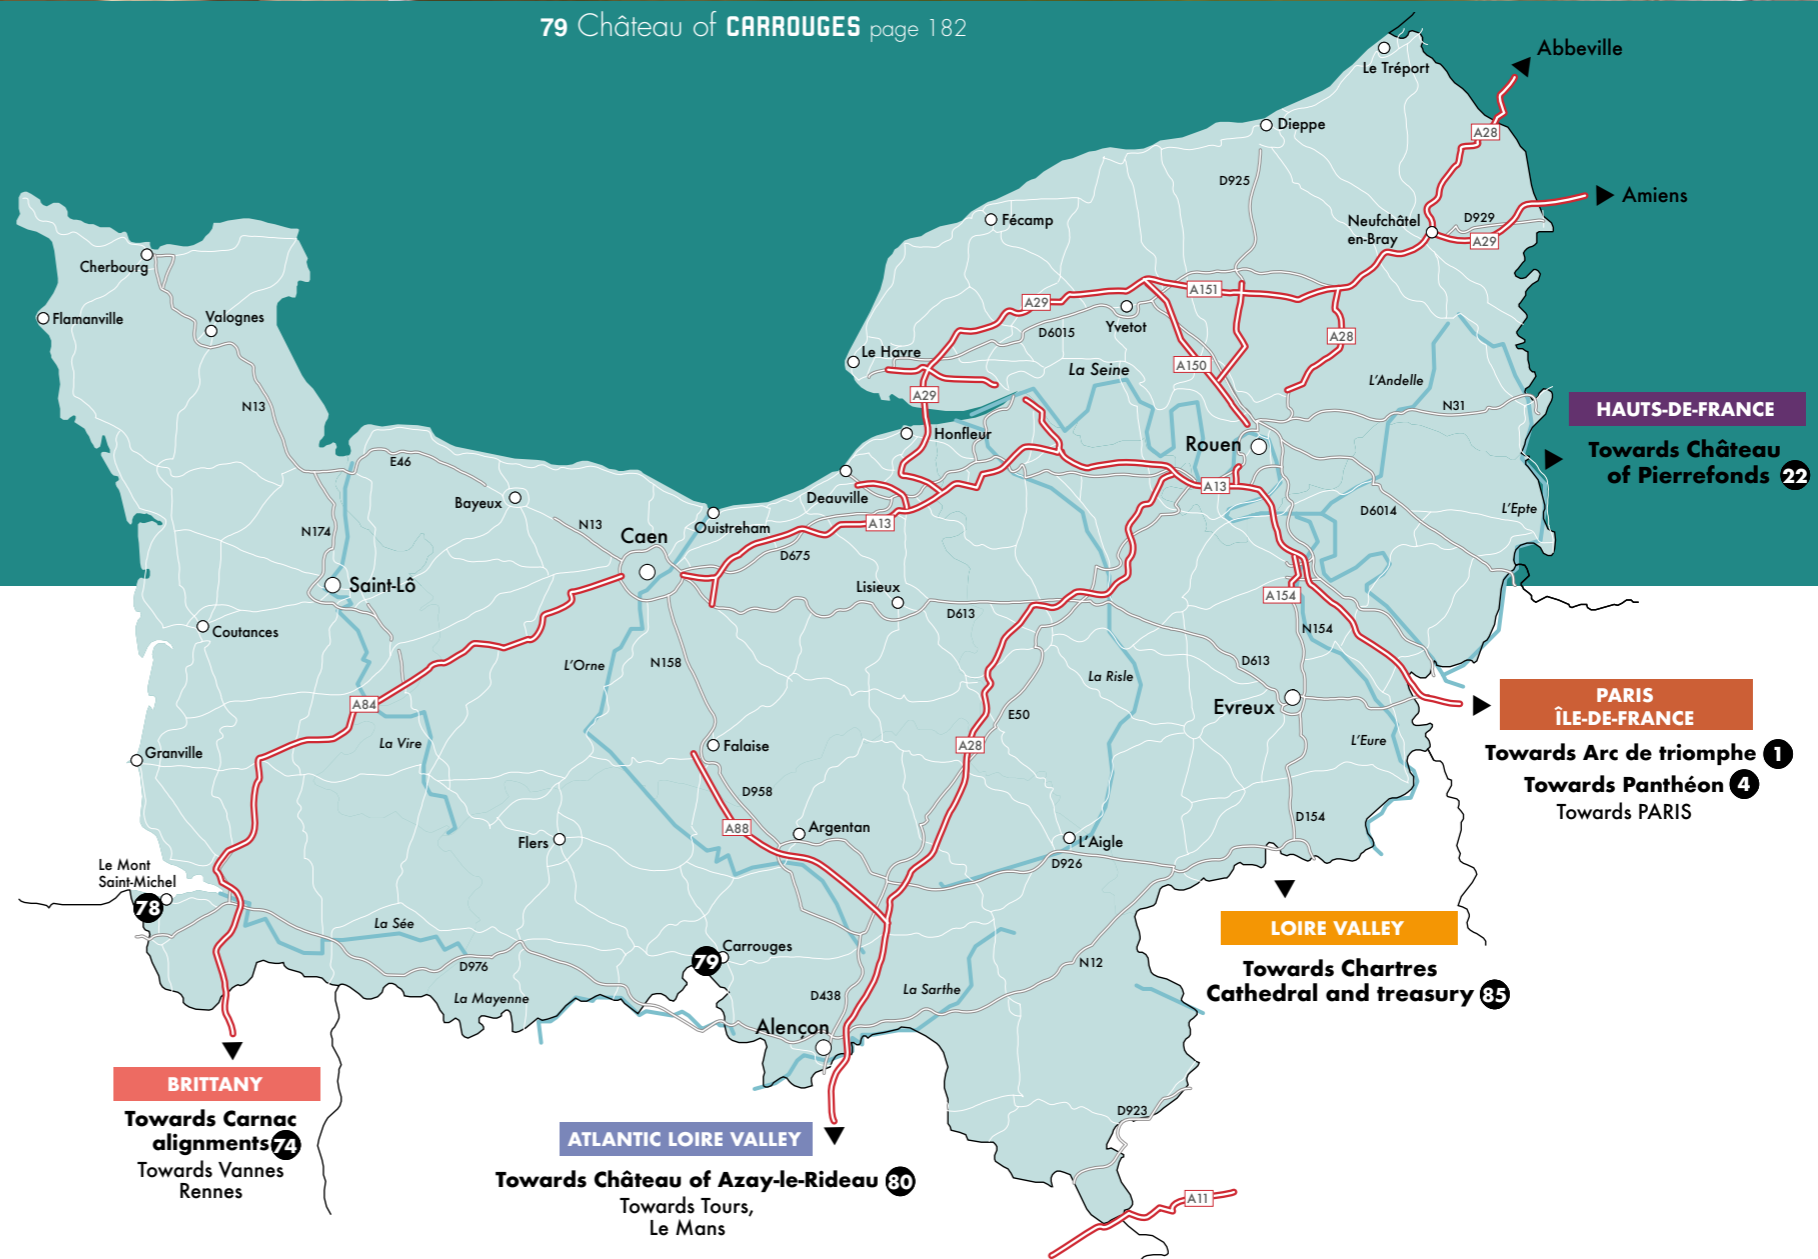 79 Château of CARROUGES page 182
Abbeville
Le Tréport
Dieppe
A28
D925
Amiens
Fécamp
Neufchâtel
en-Bray
D929
A29
Cherbourg
Flamanville
Valognes
A29
A151
D6015
Yvetot
A28
Le Havre
La Seine
A150
L'Andelle
A29
N13
N31
HAUTS-DE-FRANCE
Honfleur
Rouen
Towards Château
of Pierrefonds 22
E46
Deauville
A13
Bayeux
L'Epte
D6014
Ouistreham
N13
A13
N174
Caen
D675
Saint-Lô
Lisieux
A154
D613
Coutances
N154
L'Orne
N158
La Risle
D613
A84
Evreux
PARIS
ÎLE-DE-FRANCE
E50
La Vire
Falaise
A28
L'Eure
Granville
Towards Arc de triomphe 1
Towards Panthéon 4
Towards PARIS
D958
A88
Argentan
D154
Flers
L'Aigle
D926
Le Mont
Saint-Michel
78
La Sée
LOIRE VALLEY
Carrouges
79
D976
N12
Towards Chartres
Cathedral and treasury 85
La Mayenne
D438
La Sarthe
Alençon
BRITTANY
Towards Carnac
alignments 74
Towards Vannes
Rennes
D923
ATLANTIC LOIRE VALLEY
Towards Château of Azay-le-Rideau 80
Towards Tours,
Le Mans
A11